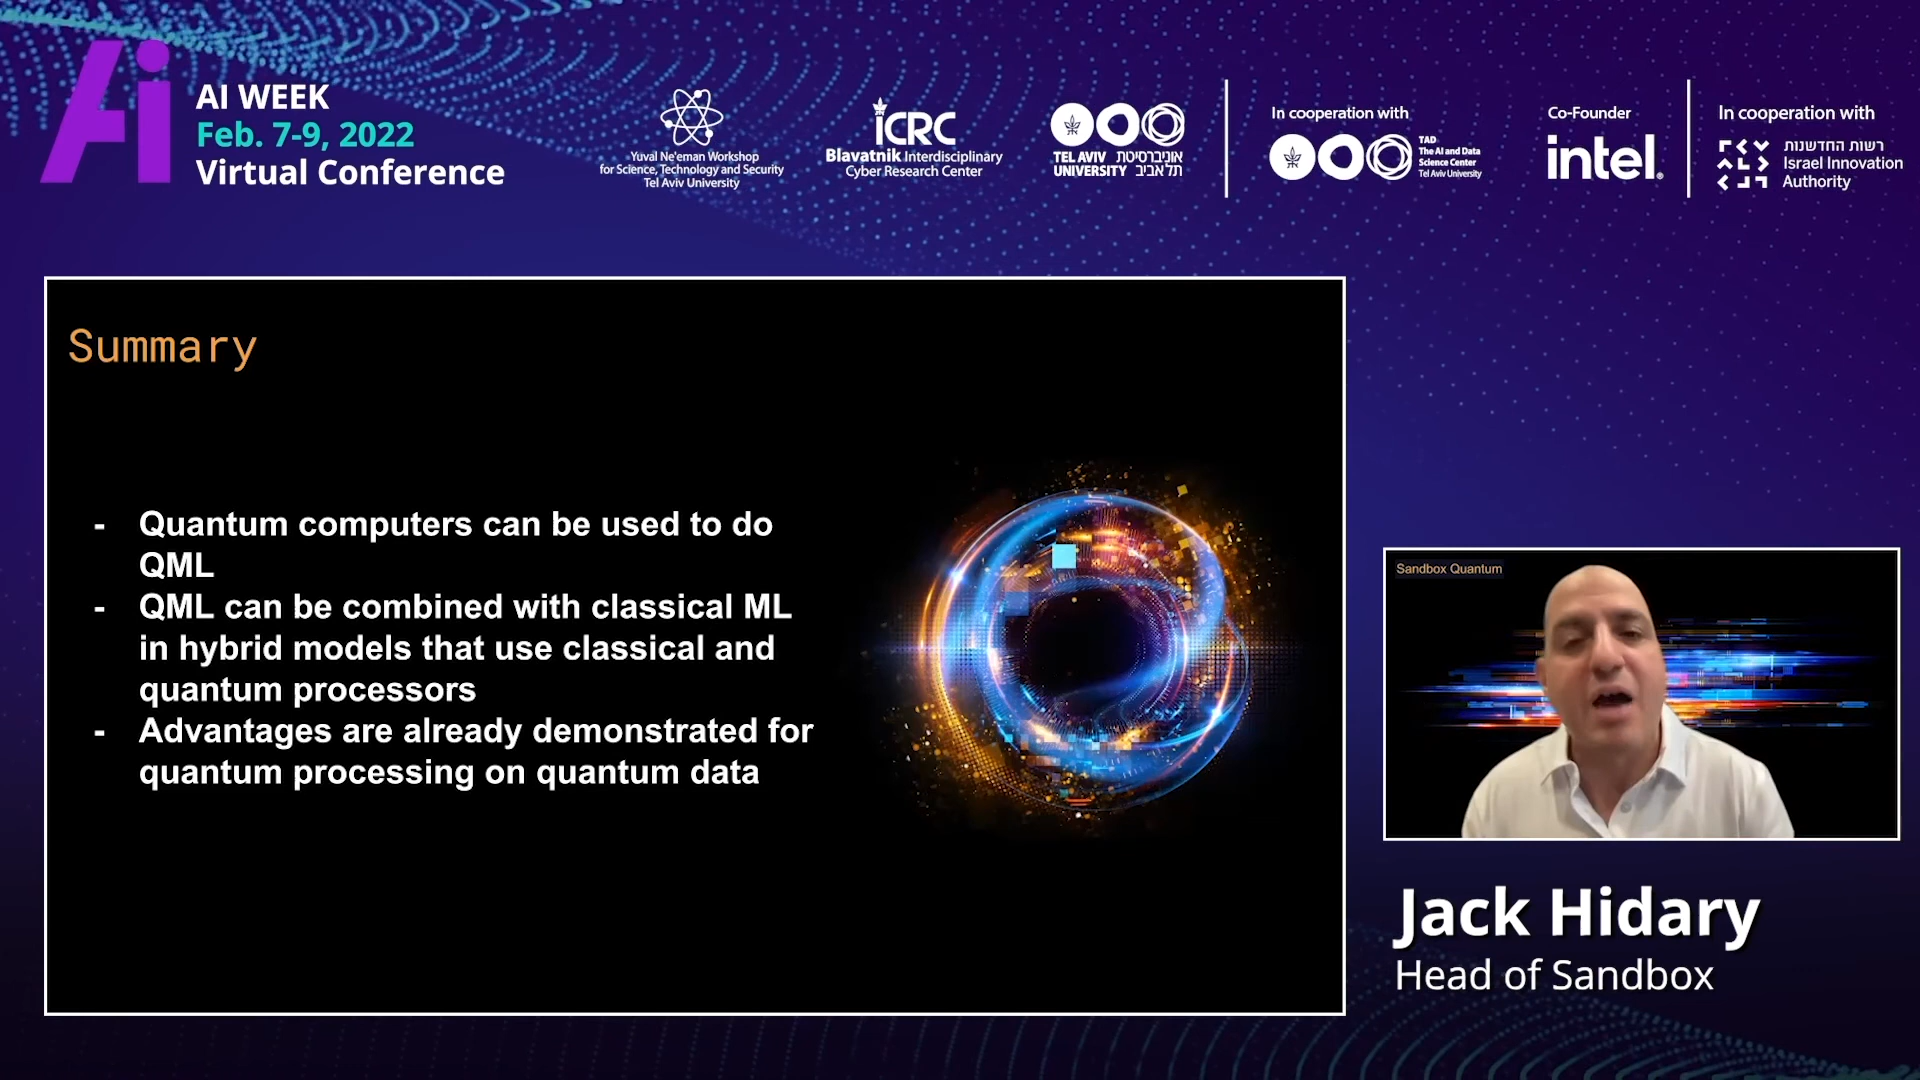 Ai
AI WEEK
Feb. 7-9, 2022
Virtual Conference
Yuval Ne'eman Workshop
for Science, Technology and Security
Tel Aviv University
iCRC
Blavatnik Interdisciplinary
Cyber Research Center
TEL AVIV אוניברסיטת
UNIVERSITY תל אביב
In cooperation with
TAD
The AI and Data
Science Center
Tel Aviv University
Co-Founder
intel.
In cooperation with
רשות החדשנות
Israel Innovation
Authority
Summary
- Quantum computers can be used to do
QML
- QML can be combined with classical ML
in hybrid models that use classical and
quantum processors
- Advantages are already demonstrated for
quantum processing on quantum data
Sandbox Quantum
Jack Hidary
Head of Sandbox